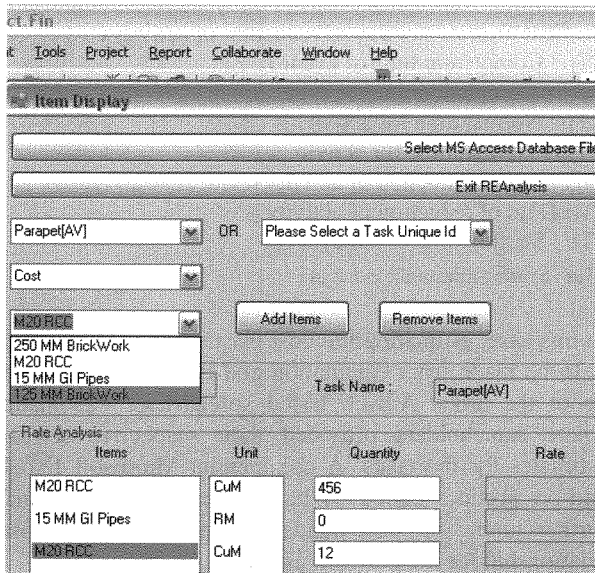 ct.Fin
t Tools Project Report Collaborate Window Help
Item Display
Select MS Access Database File
Exit REAnalysis
Parapet[AV] OR Please Select a Task Unique Id
Cost
M20 RCC Add Items Remove Items
250 MM BrickWork
M20 RCC
15 MM GI Pipes
125 MM BrickWork
Task Name : Parapet[AV]
Rate Analysis
Items Unit Quantity Rate
M20 RCC CuM 456
15 MM GI Pipes RM 0
M20 RCC CuM 12